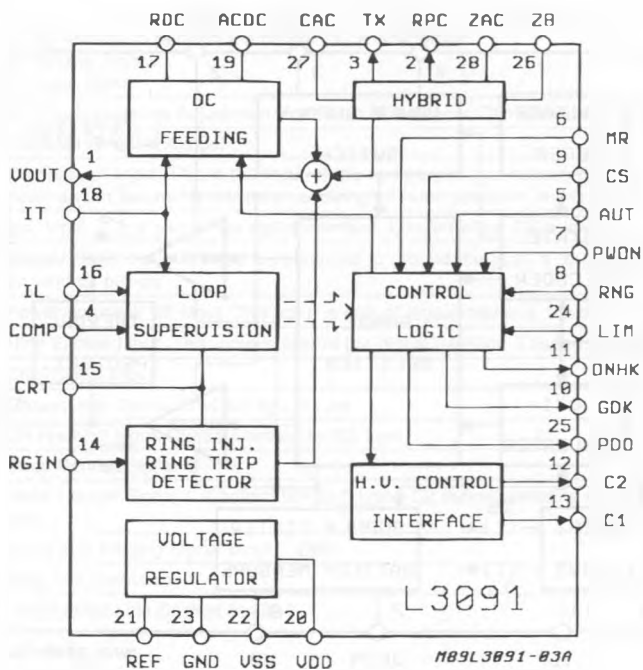 RDC ACDC CAC TX RPC ZAC ZB
17 19 27 3 2 28 26
DC
FEEDING
HYBRID
6 MR
9 CS
1 VOUT
18 IT
5 AUT
7 PWON
8 RNG
16 IL
4 COMP
LOOP
SUPERVISION
CONTROL
LOGIC
24 LIM
11 ONHK
15 CRT
10 GDK
25 PDO
14 RGIN
RING INJ.
RING TRIP
DETECTOR
H.V. CONTROL
INTERFACE
12 C2
13 C1
VOLTAGE
REGULATOR
L3091
21 23 22 20
REF GND VSS VDD
M89L3091-03A